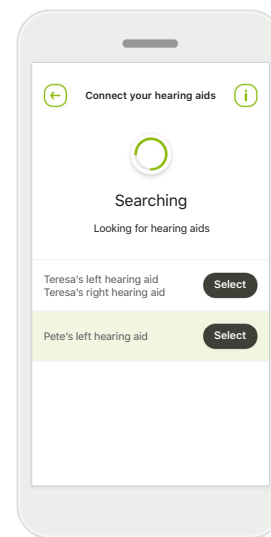 Connect your hearing aids
Searching
Looking for hearing aids
Teresa's left hearing aid
Teresa's right hearing aid
Select
Pete's left hearing aid
Select